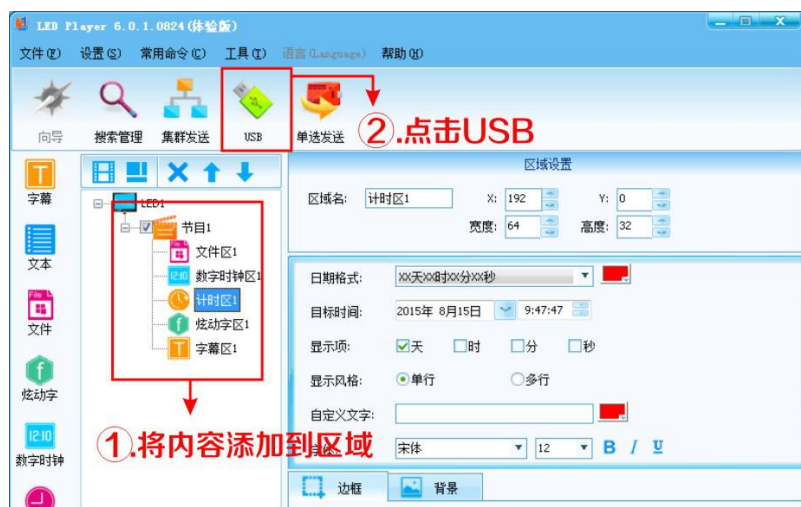 LED Player 6.0.1.0824(体验版)
文件(F) 设置(S) 常用命令(C) 工具(T) 语言(Language) 帮助(H)
向导 搜索管理 集群发送 USB 单选发送
②.点击USB
字幕
文本
文件
炫动字
12:10
数字时钟
LED1
节目1
文件区1
12:10 数字时钟区1
计时区1
炫动字区1
字幕区1
①.将内容添加到区域
区域设置
区域名: 计时区1 X: 192 Y: 0
宽度: 64 高度: 32
日期格式: XX天XX时XX分XX秒
目标时间: 2015年 8月15日 9:47:47
显示项: 天 时 分 秒
显示风格: 单行 多行
自定义文字:
宋体 12 B I U
边框 背景